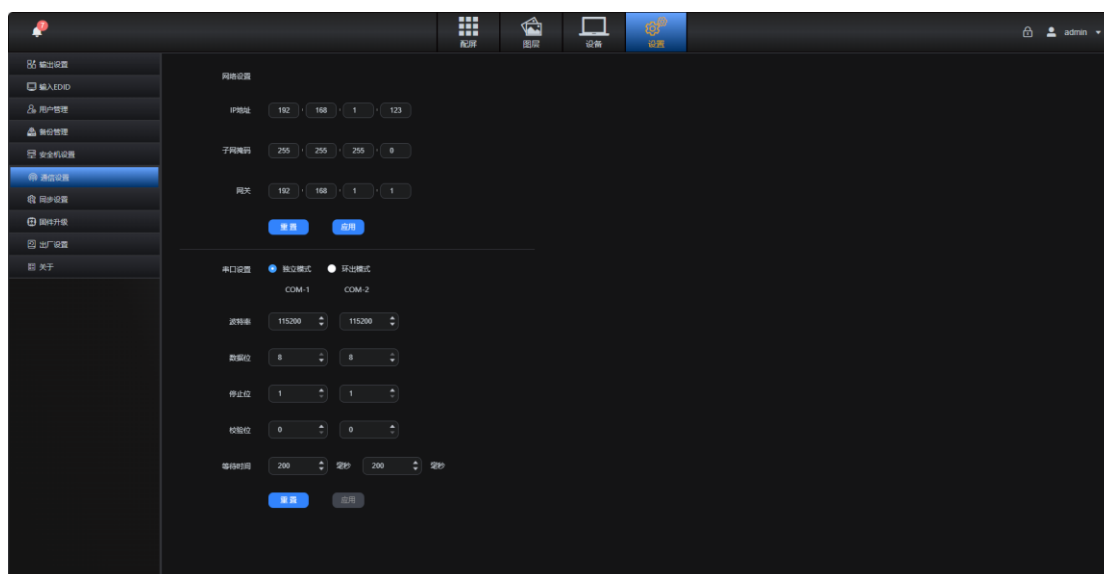 7
配屏 图层 设备 设置
admin
输出设置
输入EDID
用户管理
备份管理
安全机设置
通信设置
同步设置
固件升级
出厂设置
关于
网络设置
IP地址 192 . 168 . 1 . 123
子网掩码 255 . 255 . 255 . 0
网关 192 . 168 . 1 . 1
重置 应用
串口设置 独立模式 环出模式
COM-1 COM-2
波特率 115200 115200
数据位 8 8
停止位 1 1
校验位 0 0
等待时间 200 毫秒 200 毫秒
重置 应用